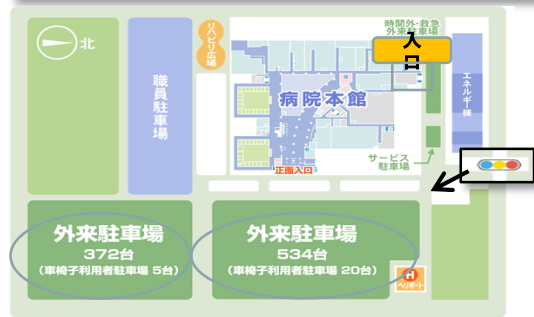 北
職員駐車場
リハビリ広場
時間外・救急
外来駐車場
入
口
エネルギー棟
病院本館
サービス
駐車場
正面入口
外来駐車場
372台
(車椅子利用者駐車場 5台)
外来駐車場
534台
(車椅子利用者駐車場 20台)
H
ヘリポート